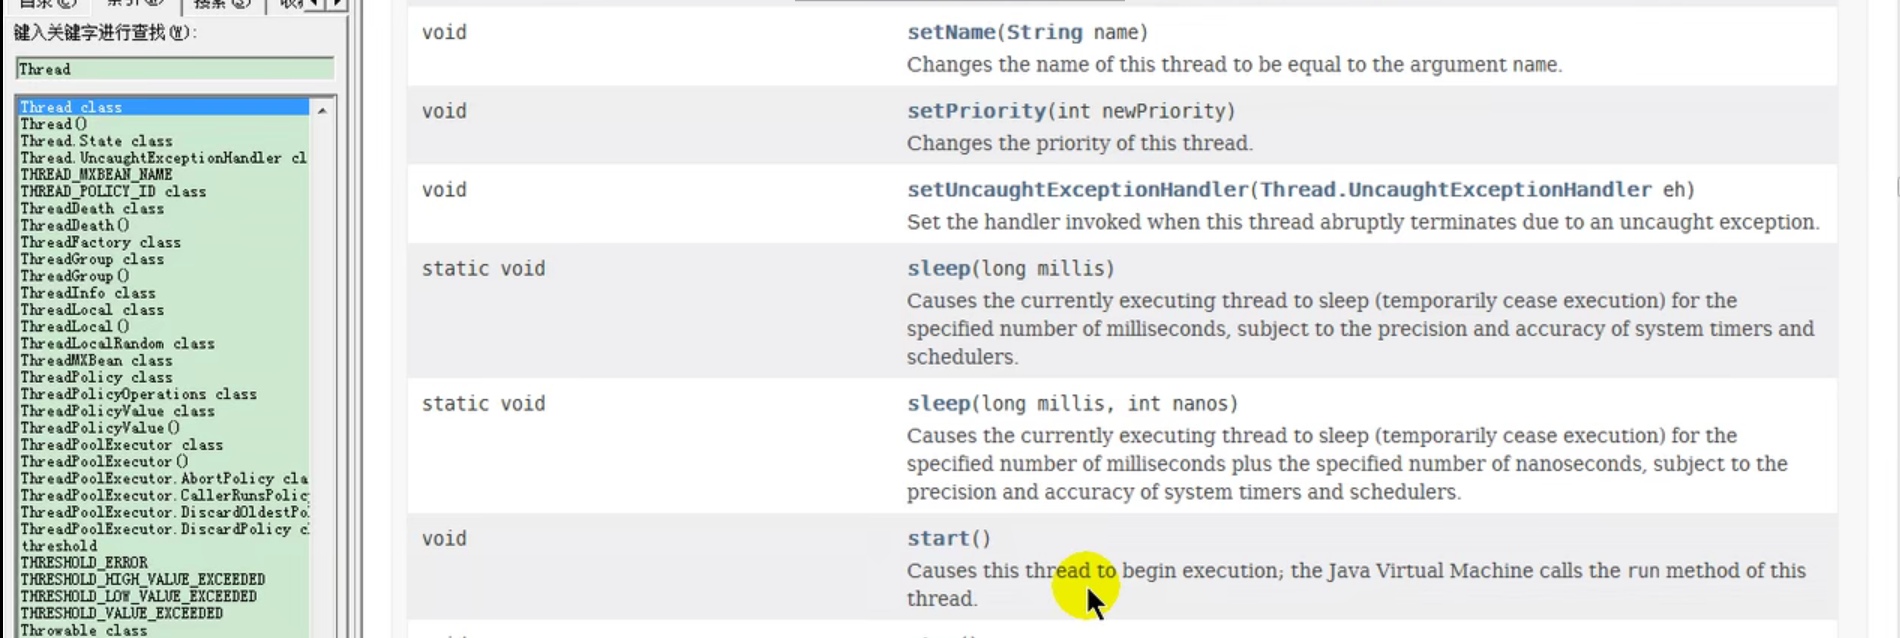 键入关键字进行查找(W):
Thread
Thread class
Thread()
Thread.State class
Thread.UncaughtExceptionHandler cl
THREAD_MXBEAN_NAME
THREAD_POLICY_ID class
ThreadDeath class
ThreadDeath()
ThreadFactory class
ThreadGroup class
ThreadGroup()
ThreadInfo class
ThreadLocal class
ThreadLocal()
ThreadLocalRandom class
ThreadMXBean class
ThreadPolicy class
ThreadPolicyOperations class
ThreadPolicyValue class
ThreadPolicyValue()
ThreadPoolExecutor class
ThreadPoolExecutor()
ThreadPoolExecutor.AbortPolicy cla
ThreadPoolExecutor.CallerRunsPolic
ThreadPoolExecutor.DiscardOldestPo
ThreadPoolExecutor.DiscardPolicy c
threshold
THRESHOLD_ERROR
THRESHOLD_HIGH_VALUE_EXCEEDED
THRESHOLD_LOW_VALUE_EXCEEDED
THRESHOLD_VALUE_EXCEEDED
Throwable class
void setName(String name)
Changes the name of this thread to be equal to the argument name.
void setPriority(int newPriority)
Changes the priority of this thread.
void setUncaughtExceptionHandler(Thread.UncaughtExceptionHandler eh)
Set the handler invoked when this thread abruptly terminates due to an uncaught exception.
static void sleep(long millis)
Causes the currently executing thread to sleep (temporarily cease execution) for the
specified number of milliseconds, subject to the precision and accuracy of system timers and
schedulers.
static void sleep(long millis, int nanos)
Causes the currently executing thread to sleep (temporarily cease execution) for the
specified number of milliseconds plus the specified number of nanoseconds, subject to the
precision and accuracy of system timers and schedulers.
void start()
Causes this thread to begin execution; the Java Virtual Machine calls the run method of this
thread.